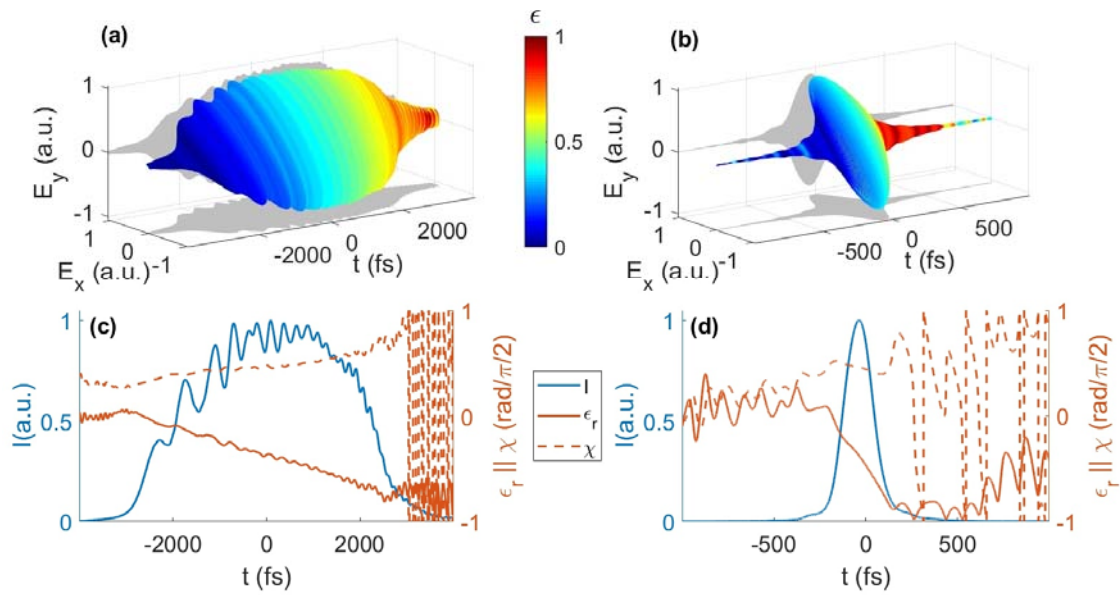 (a)
E_y (a.u.)
1
0
-1
1
0
-1
E_x (a.u.)
-2000
0
2000
t (fs)
ϵ
1
0.5
0
(b)
E_y (a.u.)
1
0
-1
1
0
-1
E_x (a.u.)
-500
0
500
t (fs)
(c)
I(a.u.)
1
0.5
0
-2000
0
2000
t (fs)
1
0
-1
ϵ_r || χ (rad/π/2)
I
ϵ_r
χ
(d)
I(a.u.)
1
0.5
0
-500
0
500
t (fs)
1
0
-1
ϵ_r || χ (rad/π/2)